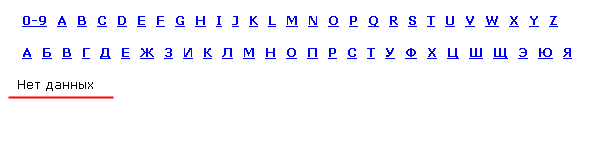 0-9 A B C D E F G H I J K L M N O P Q R S T U V W X Y Z
А Б В Г Д Е Ж З И К Л М Н О П Р С Т У Ф Х Ц Ш Щ Э Ю Я
Нет данных